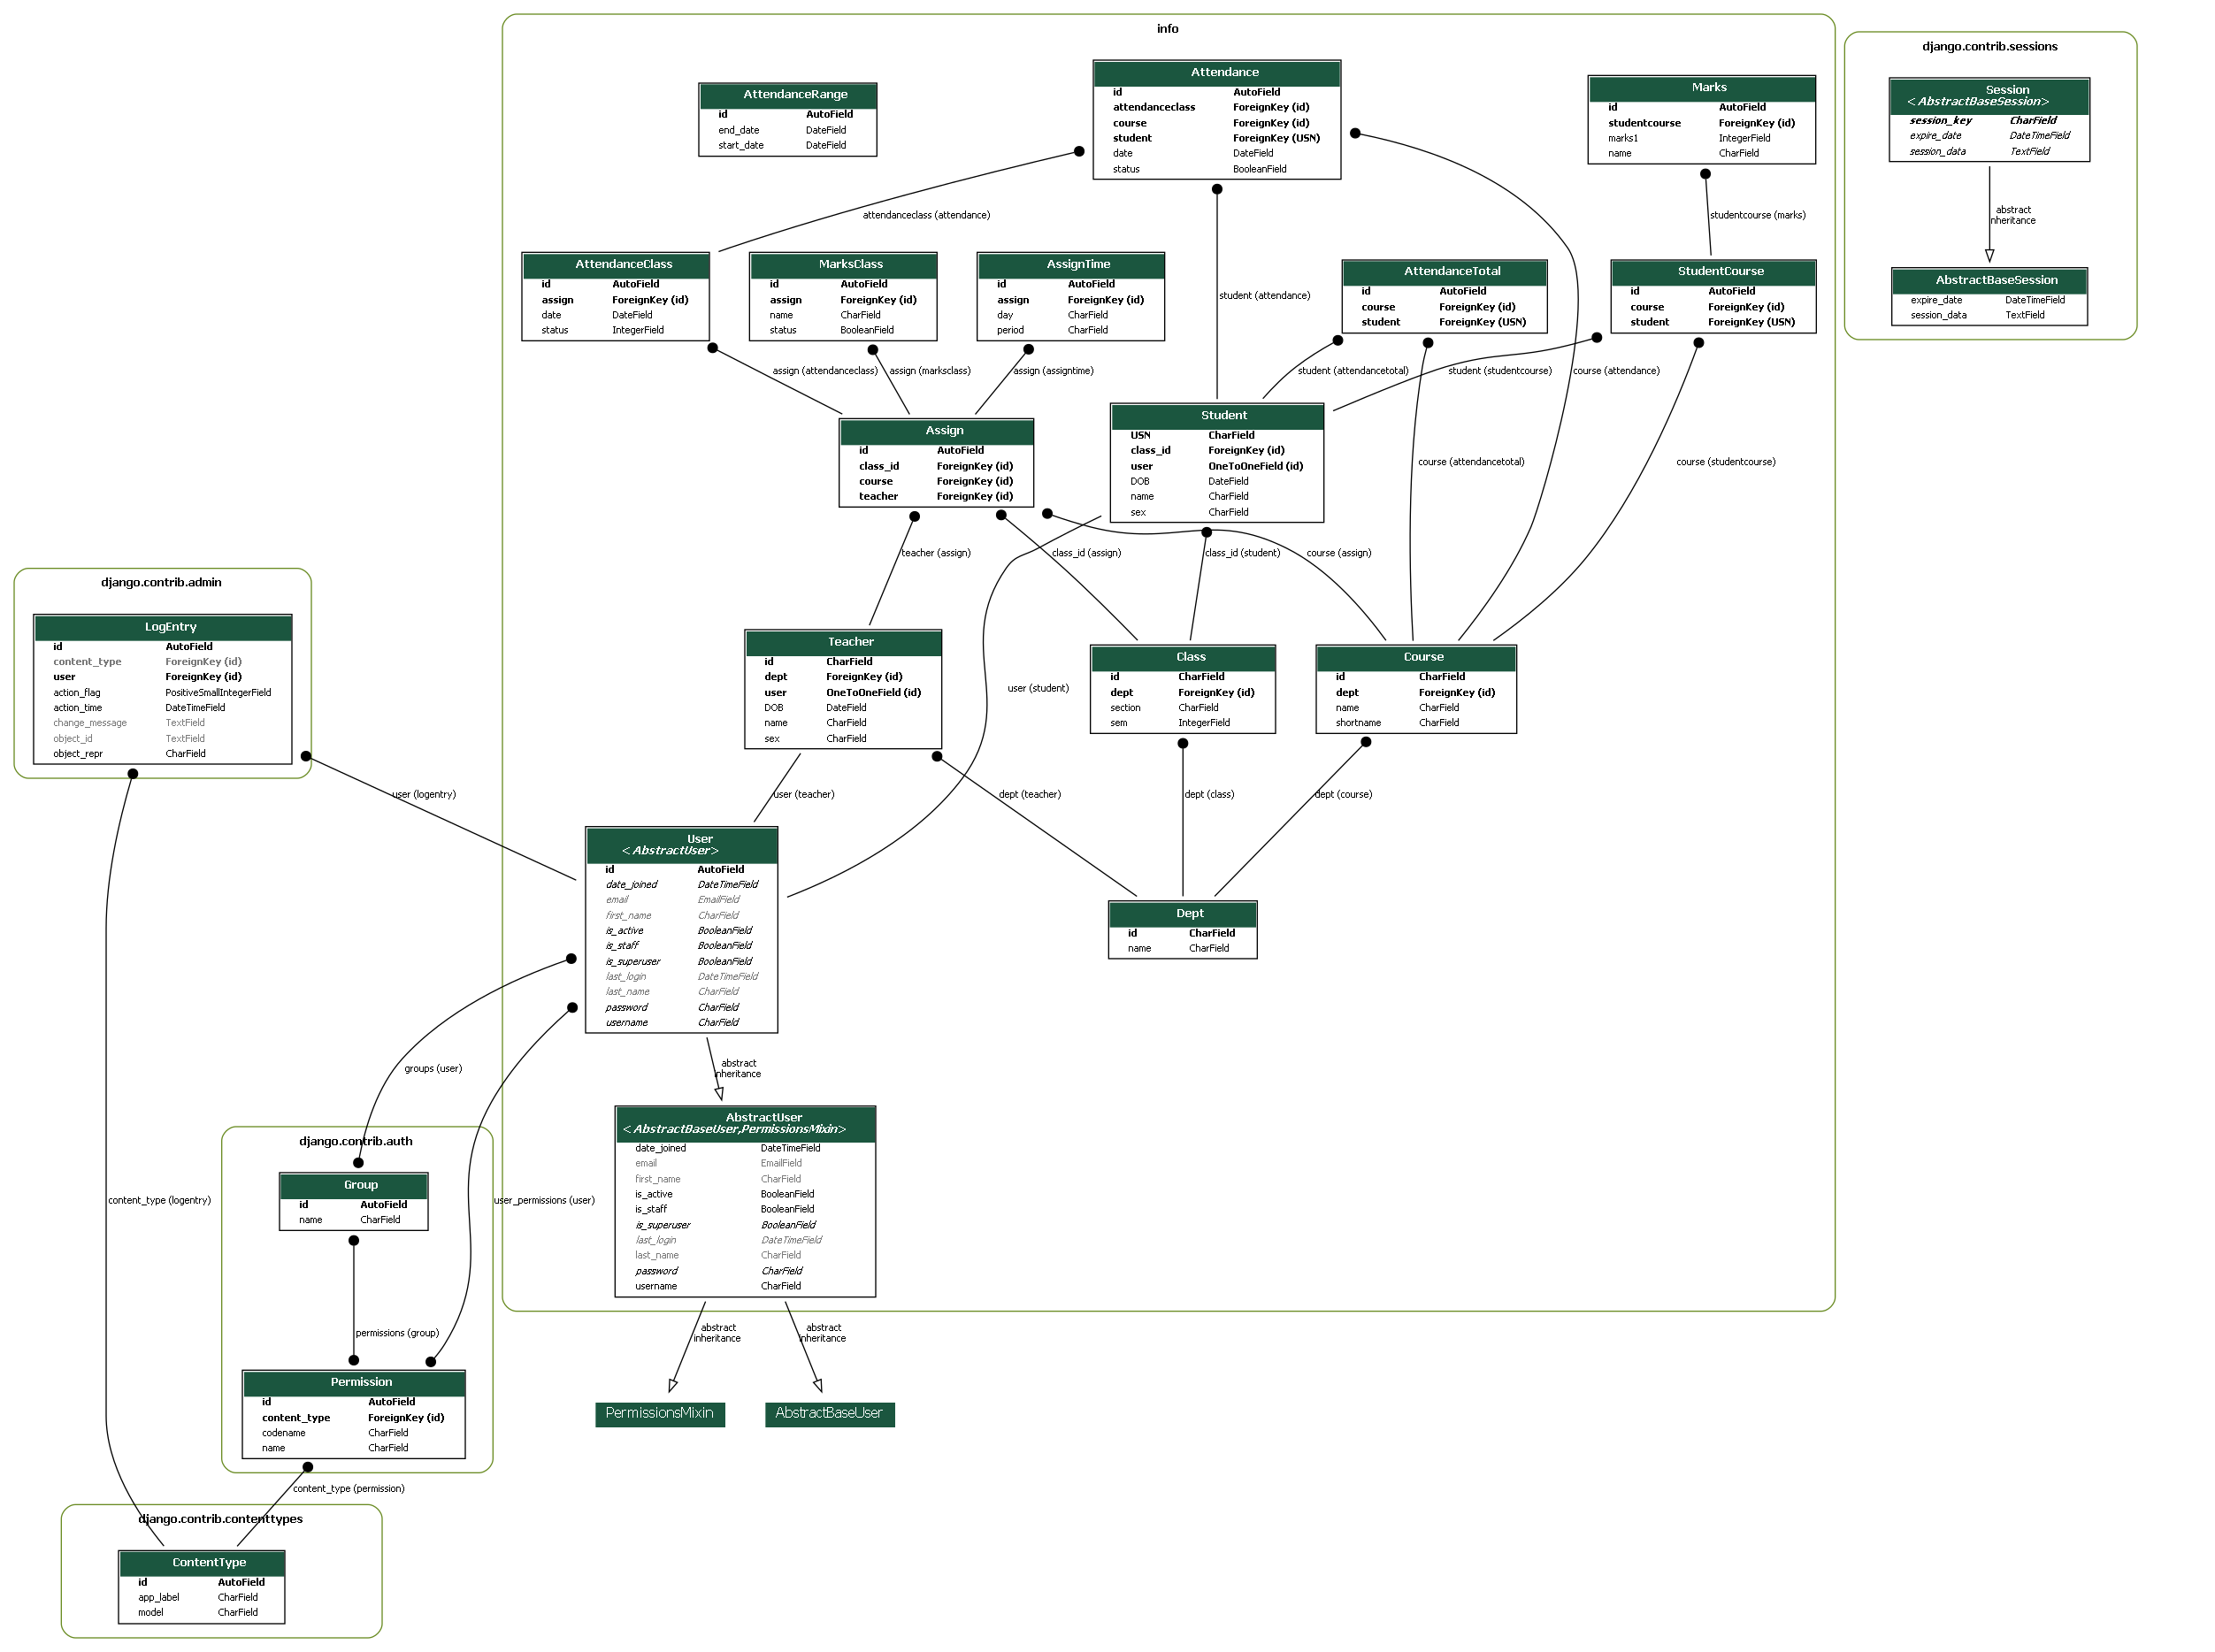 info
django.contrib.sessions
Attendance
id AutoField
attendanceclass ForeignKey (id)
course ForeignKey (id)
student ForeignKey (USN)
date DateField
status BooleanField
AttendanceRange
id AutoField
end_date DateField
start_date DateField
Marks
id AutoField
studentcourse ForeignKey (id)
marks1 IntegerField
name CharField
Session
<AbstractBaseSession>
session_key CharField
expire_date DateTimeField
session_data TextField
attendanceclass (attendance)
studentcourse (marks)
abstract
inheritance
AttendanceClass
id AutoField
assign ForeignKey (id)
date DateField
status IntegerField
MarksClass
id AutoField
assign ForeignKey (id)
name CharField
status BooleanField
AssignTime
id AutoField
assign ForeignKey (id)
day CharField
period CharField
student (attendance)
AttendanceTotal
id AutoField
course ForeignKey (id)
student ForeignKey (USN)
StudentCourse
id AutoField
course ForeignKey (id)
student ForeignKey (USN)
AbstractBaseSession
expire_date DateTimeField
session_data TextField
assign (attendanceclass)
assign (marksclass)
assign (assigntime)
student (attendancetotal)
student (studentcourse)
course (attendance)
Assign
id AutoField
class_id ForeignKey (id)
course ForeignKey (id)
teacher ForeignKey (id)
Student
USN CharField
class_id ForeignKey (id)
user OneToOneField (id)
DOB DateField
name CharField
sex CharField
course (attendancetotal)
course (studentcourse)
teacher (assign)
class_id (assign)
class_id (student)
course (assign)
django.contrib.admin
LogEntry
id AutoField
content_type ForeignKey (id)
user ForeignKey (id)
action_flag PositiveSmallIntegerField
action_time DateTimeField
change_message TextField
object_id TextField
object_repr CharField
Teacher
id CharField
dept ForeignKey (id)
user OneToOneField (id)
DOB DateField
name CharField
sex CharField
user (student)
Class
id CharField
dept ForeignKey (id)
section CharField
sem IntegerField
Course
id CharField
dept ForeignKey (id)
name CharField
shortname CharField
user (logentry)
user (teacher)
dept (teacher)
dept (class)
dept (course)
User
<AbstractUser>
id AutoField
date_joined DateTimeField
email EmailField
first_name CharField
is_active BooleanField
is_staff BooleanField
is_superuser BooleanField
last_login DateTimeField
last_name CharField
password CharField
username CharField
Dept
id CharField
name CharField
groups (user)
abstract
inheritance
AbstractUser
<AbstractBaseUser,PermissionsMixin>
date_joined DateTimeField
email EmailField
first_name CharField
is_active BooleanField
is_staff BooleanField
is_superuser BooleanField
last_login DateTimeField
last_name CharField
password CharField
username CharField
django.contrib.auth
Group
id AutoField
name CharField
content_type (logentry)
user_permissions (user)
permissions (group)
abstract
inheritance
abstract
inheritance
Permission
id AutoField
content_type ForeignKey (id)
codename CharField
name CharField
PermissionsMixin
AbstractBaseUser
content_type (permission)
django.contrib.contenttypes
ContentType
id AutoField
app_label CharField
model CharField